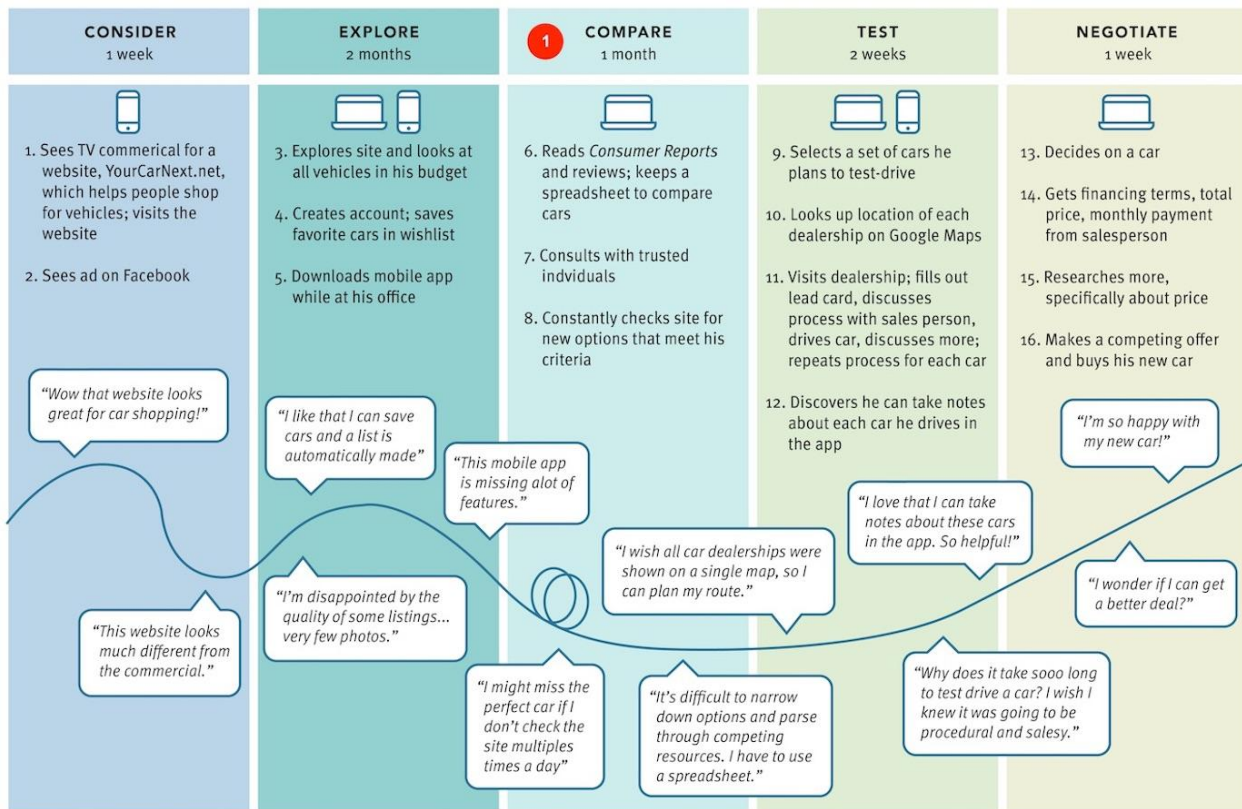 CONSIDER
1 week
EXPLORE
2 months
1
COMPARE
1 month
TEST
2 weeks
NEGOTIATE
1 week
1. Sees TV commerical for a
website, YourCarNext.net,
which helps people shop
for vehicles; visits the
website
2. Sees ad on Facebook
3. Explores site and looks at
all vehicles in his budget
4. Creates account; saves
favorite cars in wishlist
5. Downloads mobile app
while at his office
6. Reads Consumer Reports
and reviews; keeps a
spreadsheet to compare
cars
7. Consults with trusted
indviduals
8. Constantly checks site for
new options that meet his
criteria
9. Selects a set of cars he
plans to test-drive
10. Looks up location of each
dealership on Google Maps
11. Visits dealership; fills out
lead card, discusses
process with sales person,
drives car, discusses more;
repeats process for each car
12. Discovers he can take notes
about each car he drives in
the app
13. Decides on a car
14. Gets financing terms, total
price, monthly payment
from salesperson
15. Researches more,
specifically about price
16. Makes a competing offer
and buys his new car
“Wow that website looks
great for car shopping!”
“This website looks
much different from
the commercial.”
“I like that I can save
cars and a list is
automatically made”
“I’m disappointed by the
quality of some listings...
very few photos.”
“This mobile app
is missing alot of
features.”
“I might miss the
perfect car if I
don’t check the
site multiples
times a day”
“It’s difficult to narrow
down options and parse
through competing
resources. I have to use
a spreadsheet.”
“I wish all car dealerships were
shown on a single map, so I
can plan my route.”
“I love that I can take
notes about these cars
in the app. So helpful!”
“Why does it take sooo long
to test drive a car? I wish I
knew it was going to be
procedural and salesy.”
“I’m so happy with
my new car!”
“I wonder if I can get
a better deal?”